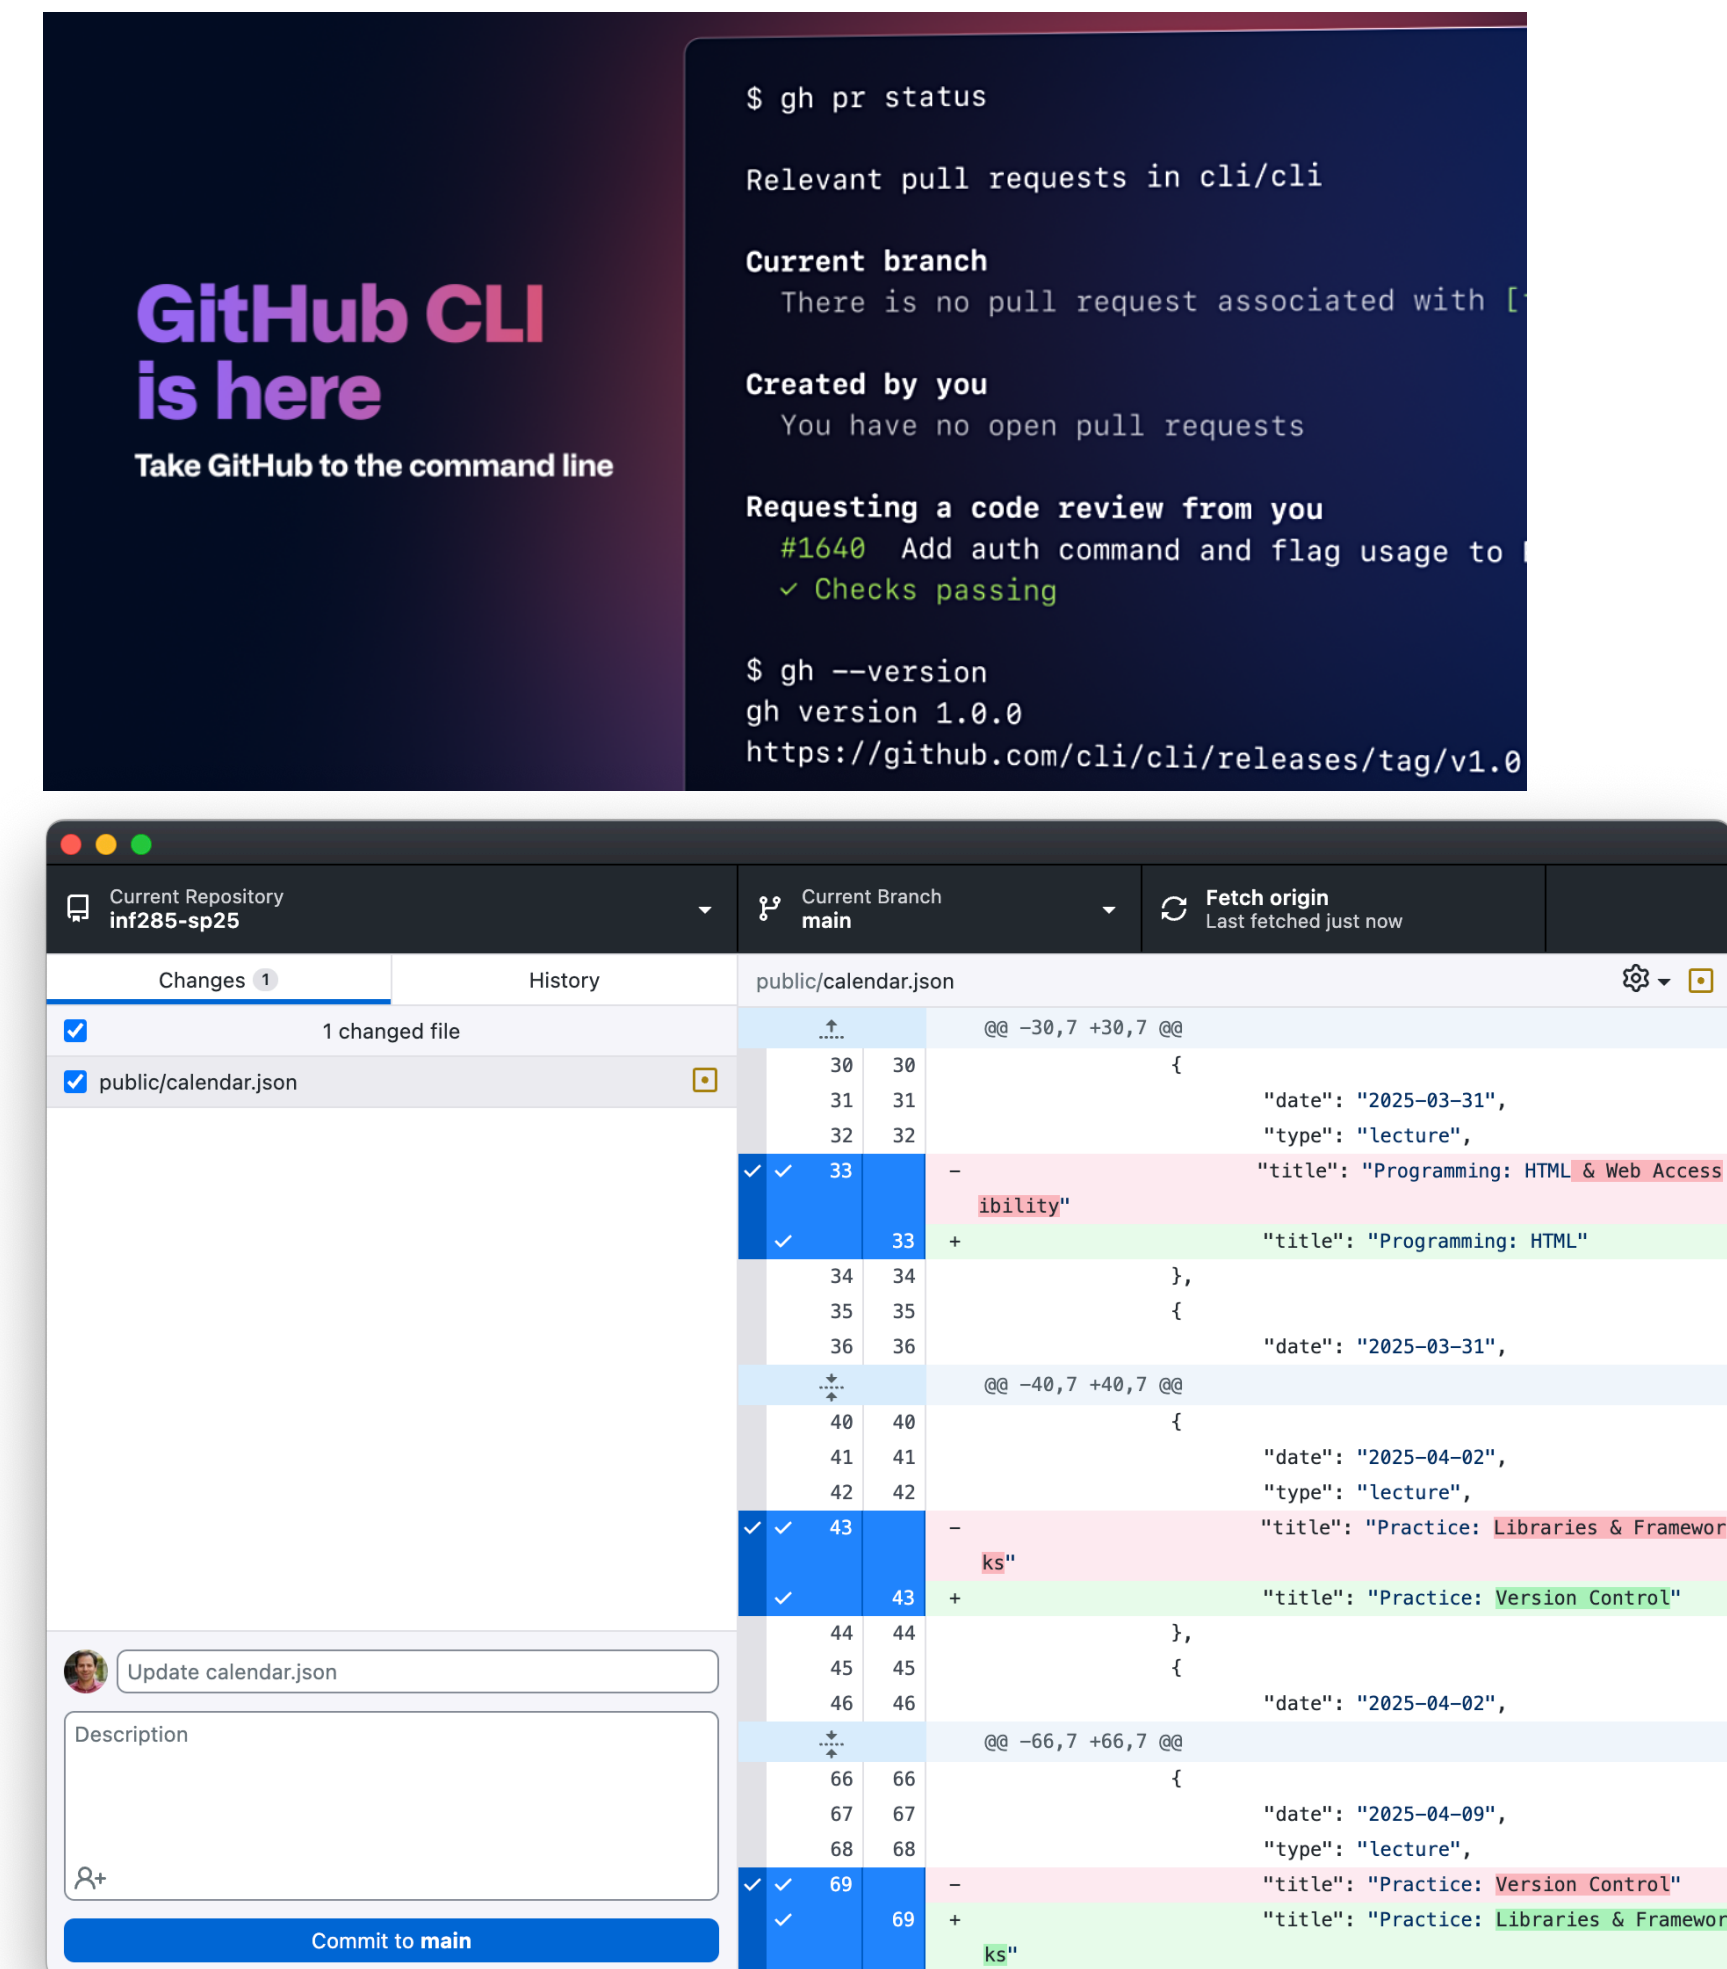 GitHub CLI
is here
Take GitHub to the command line
$ gh pr status
Relevant pull requests in cli/cli
Current branch
There is no pull request associated with [
Created by you
You have no open pull requests
Requesting a code review from you
#1640 Add auth command and flag usage to
✓ Checks passing
$ gh --version
gh version 1.0.0
https://github.com/cli/cli/releases/tag/v1.0
Current Repository
inf285-sp25
Current Branch
main
Fetch origin
Last fetched just now
Changes 1
History
1 changed file
public/calendar.json
Update calendar.json
Description
Commit to main
public/calendar.json
@@ -30,7 +30,7 @@
30 30 {
31 31 "date": "2025-03-31",
32 32 "type": "lecture",
33 - "title": "Programming: HTML & Web Access
ibility"
33 + "title": "Programming: HTML"
34 34 },
35 35 {
36 36 "date": "2025-03-31",
@@ -40,7 +40,7 @@
40 40 {
41 41 "date": "2025-04-02",
42 42 "type": "lecture",
43 - "title": "Practice: Libraries & Framewor
ks"
43 + "title": "Practice: Version Control"
44 44 },
45 45 {
46 46 "date": "2025-04-02",
@@ -66,7 +66,7 @@
66 66 {
67 67 "date": "2025-04-09",
68 68 "type": "lecture",
69 - "title": "Practice: Version Control"
69 + "title": "Practice: Libraries & Framewor
ks"